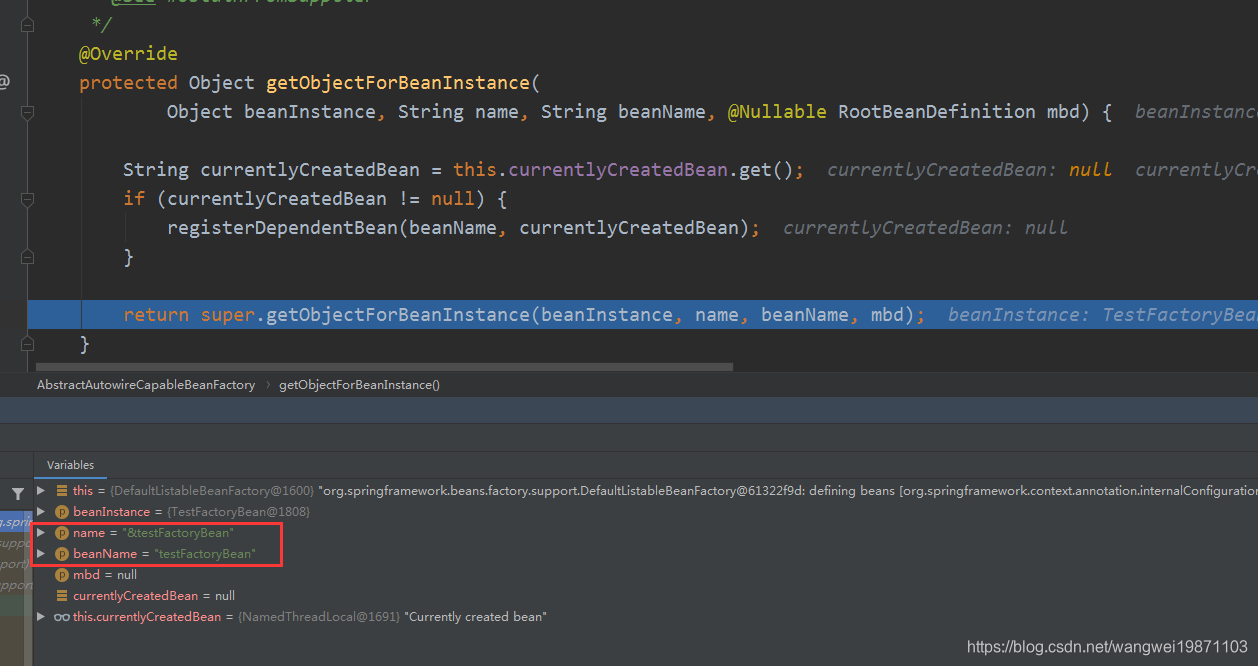 */
@Override
@
protected Object getObjectForBeanInstance(
Object beanInstance, String name, String beanName, @Nullable RootBeanDefinition mbd) { beanInstanc
String currentlyCreatedBean = this.currentlyCreatedBean.get(); currentlyCreatedBean: null currentlyCr
if (currentlyCreatedBean != null) {
registerDependentBean(beanName, currentlyCreatedBean); currentlyCreatedBean: null
}
return super.getObjectForBeanInstance(beanInstance, name, beanName, mbd); beanInstance: TestFactoryBea
}
AbstractAutowireCapableBeanFactory › getObjectForBeanInstance()
Variables
this = {DefaultListableBeanFactory@1600} "org.springframework.beans.factory.support.DefaultListableBeanFactory@61322f9d: defining beans [org.springframework.context.annotation.internalConfiguration
beanInstance = {TestFactoryBean@1808}
name = "&testFactoryBean"
beanName = "testFactoryBean"
mbd = null
currentlyCreatedBean = null
this.currentlyCreatedBean = {NamedThreadLocal@1691} "Currently created bean"
https://blog.csdn.net/wangwei19871103